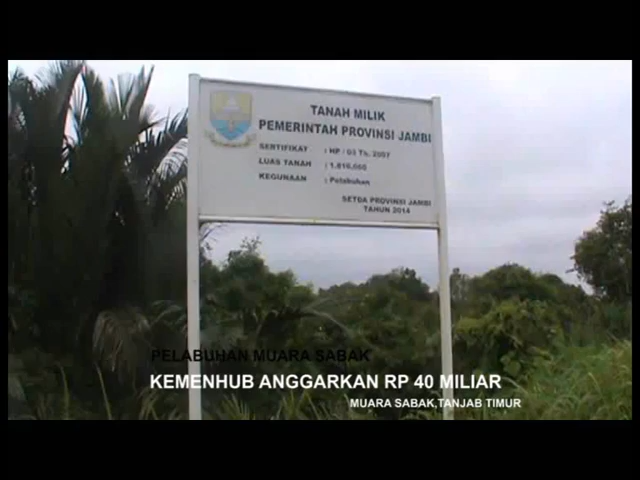 TANAH MILIK
PEMERINTAH PROVINSI JAMBI
SERTIFIKAT : HP / 03 Th. 2007
LUAS TANAH : 1.816.000
KEGUNAAN : Pelabuhan
SETDA PROVINSI JAMBI
TAHUN 2014
PELABUHAN MUARA SABAK
KEMENHUB ANGGARKAN RP 40 MILIAR
MUARA SABAK,TANJAB TIMUR